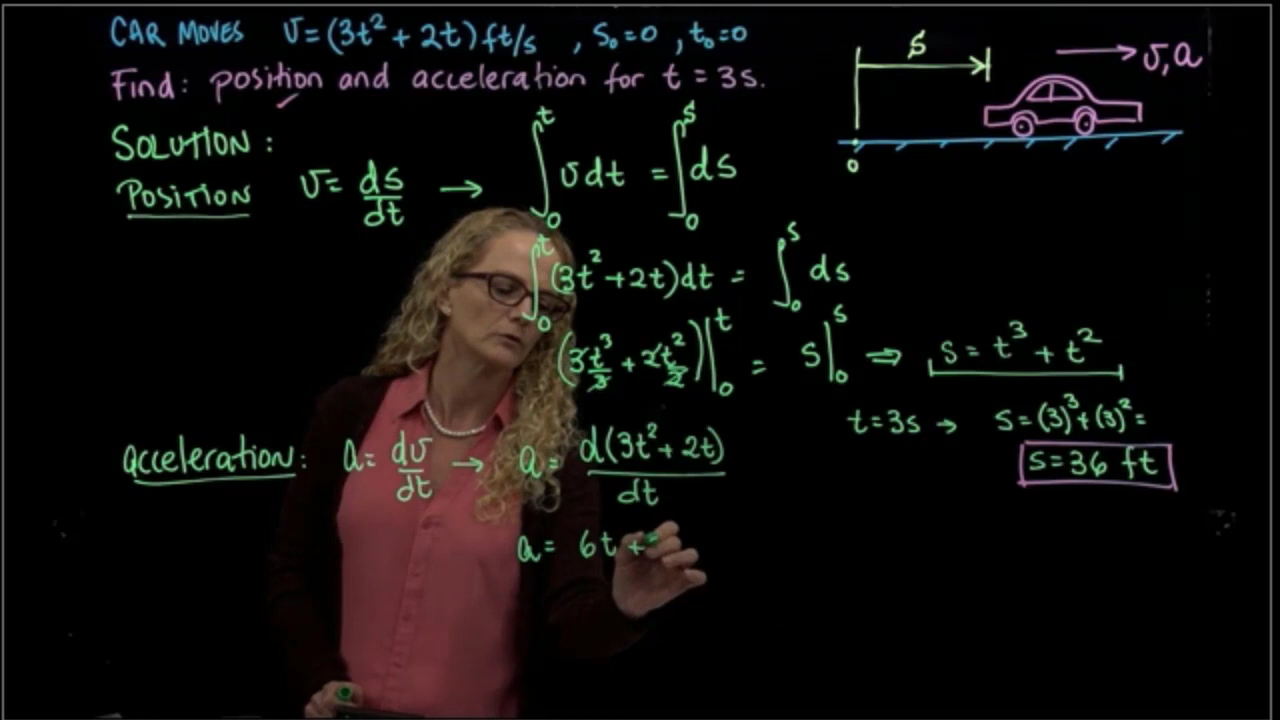 CAR MOVES v=(3t² + 2t) ft/s , S₀=0 , t₀=0
Find: position and acceleration for t = 3s.
S
v, a
0
SOLUTION:
Position v= ds/dt → ∫₀ᵗ v dt = ∫₀ˢ ds
∫₀ᵗ (3t² + 2t)dt = ∫₀ˢ ds
(3t³/3 + 2t²/2)|₀ᵗ = s|₀ˢ ⇒ s = t³ + t²
t=3s → s=(3)³+(3)²=
s=36 ft
acceleration: a= dv/dt → a= d(3t² + 2t)/dt
a= 6t +